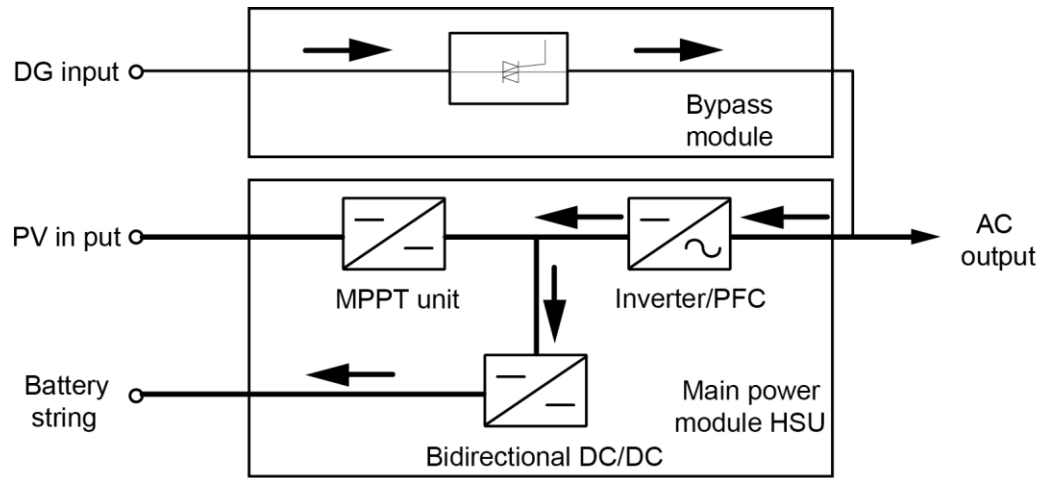 DG input
Bypass
module
PV in put
MPPT unit
Inverter/PFC
AC
output
Battery
string
Main power
module HSU
Bidirectional DC/DC